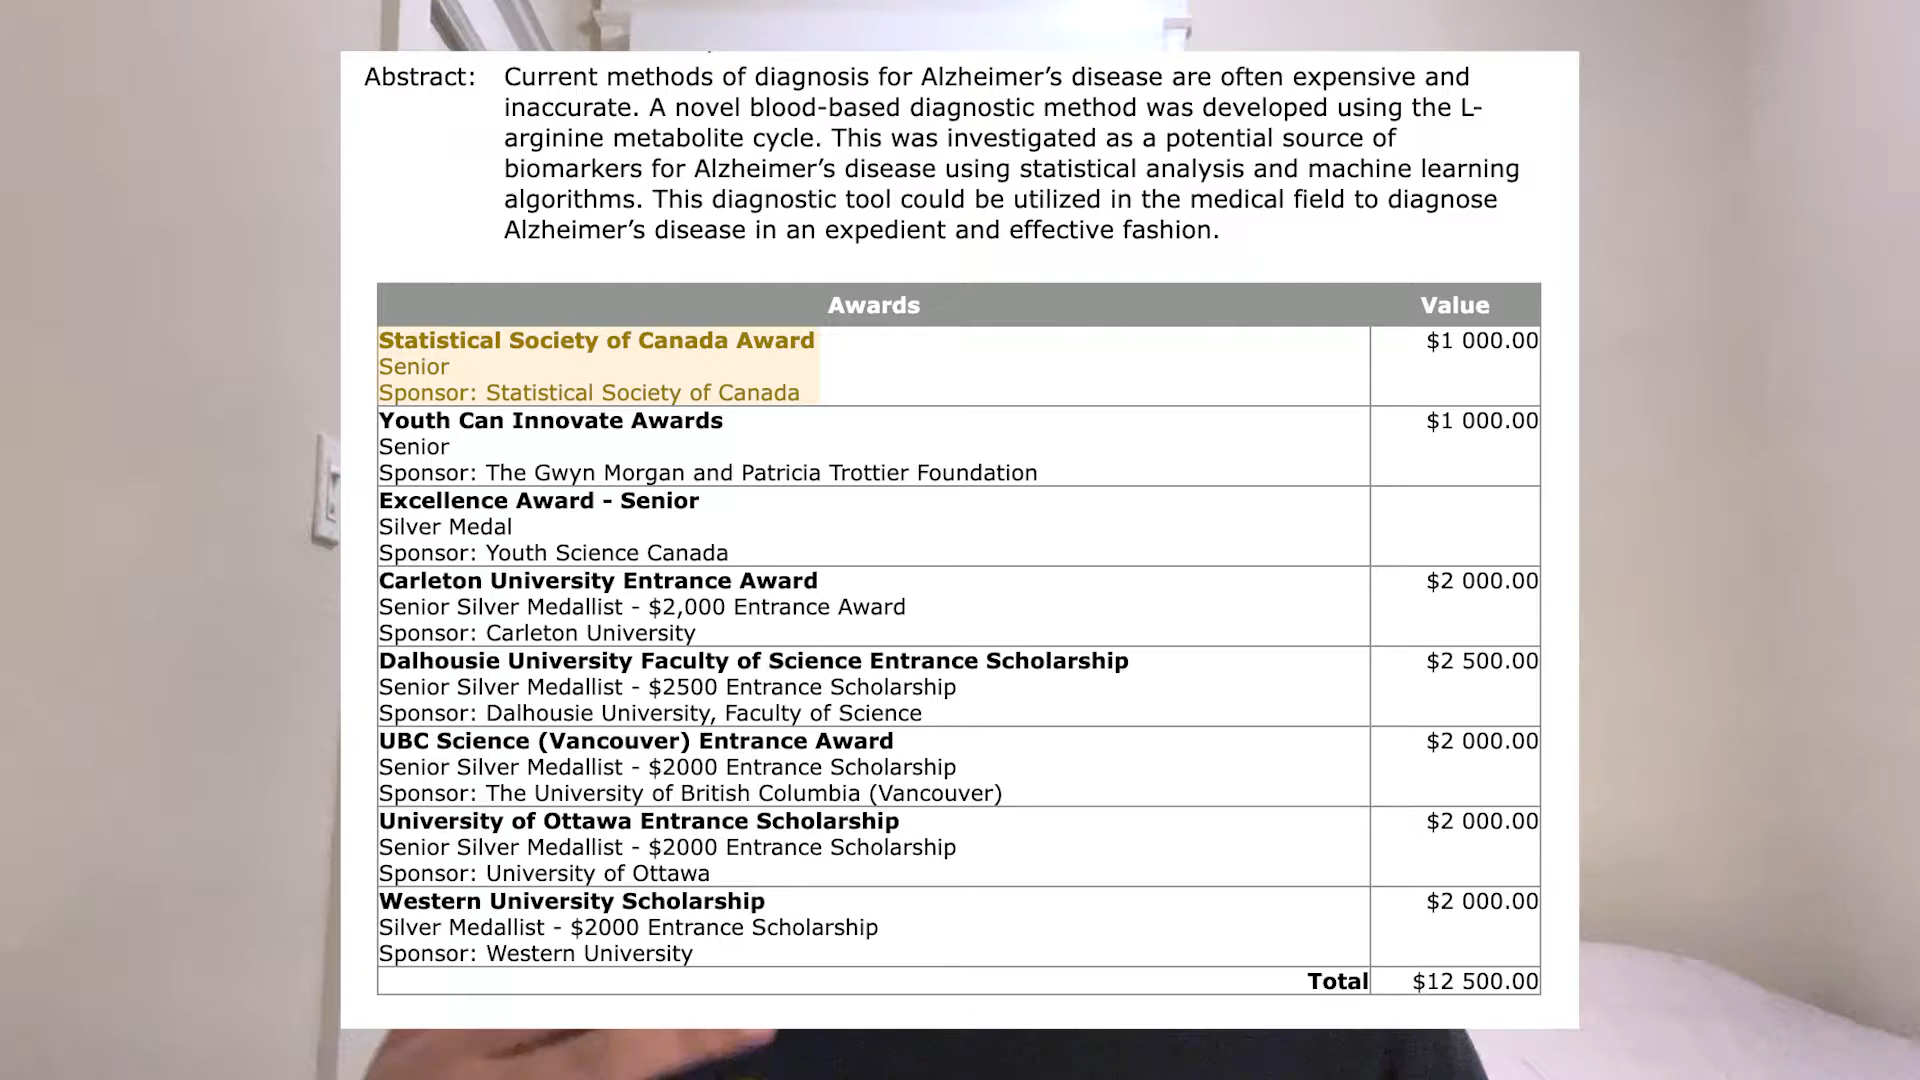 Abstract: Current methods of diagnosis for Alzheimer’s disease are often expensive and
inaccurate. A novel blood-based diagnostic method was developed using the L-
arginine metabolite cycle. This was investigated as a potential source of
biomarkers for Alzheimer’s disease using statistical analysis and machine learning
algorithms. This diagnostic tool could be utilized in the medical field to diagnose
Alzheimer’s disease in an expedient and effective fashion.
Awards Value
Statistical Society of Canada Award $1 000.00
Senior
Sponsor: Statistical Society of Canada
Youth Can Innovate Awards $1 000.00
Senior
Sponsor: The Gwyn Morgan and Patricia Trottier Foundation
Excellence Award - Senior
Silver Medal
Sponsor: Youth Science Canada
Carleton University Entrance Award $2 000.00
Senior Silver Medallist - $2,000 Entrance Award
Sponsor: Carleton University
Dalhousie University Faculty of Science Entrance Scholarship $2 500.00
Senior Silver Medallist - $2500 Entrance Scholarship
Sponsor: Dalhousie University, Faculty of Science
UBC Science (Vancouver) Entrance Award $2 000.00
Senior Silver Medallist - $2000 Entrance Scholarship
Sponsor: The University of British Columbia (Vancouver)
University of Ottawa Entrance Scholarship $2 000.00
Senior Silver Medallist - $2000 Entrance Scholarship
Sponsor: University of Ottawa
Western University Scholarship $2 000.00
Silver Medallist - $2000 Entrance Scholarship
Sponsor: Western University
Total $12 500.00